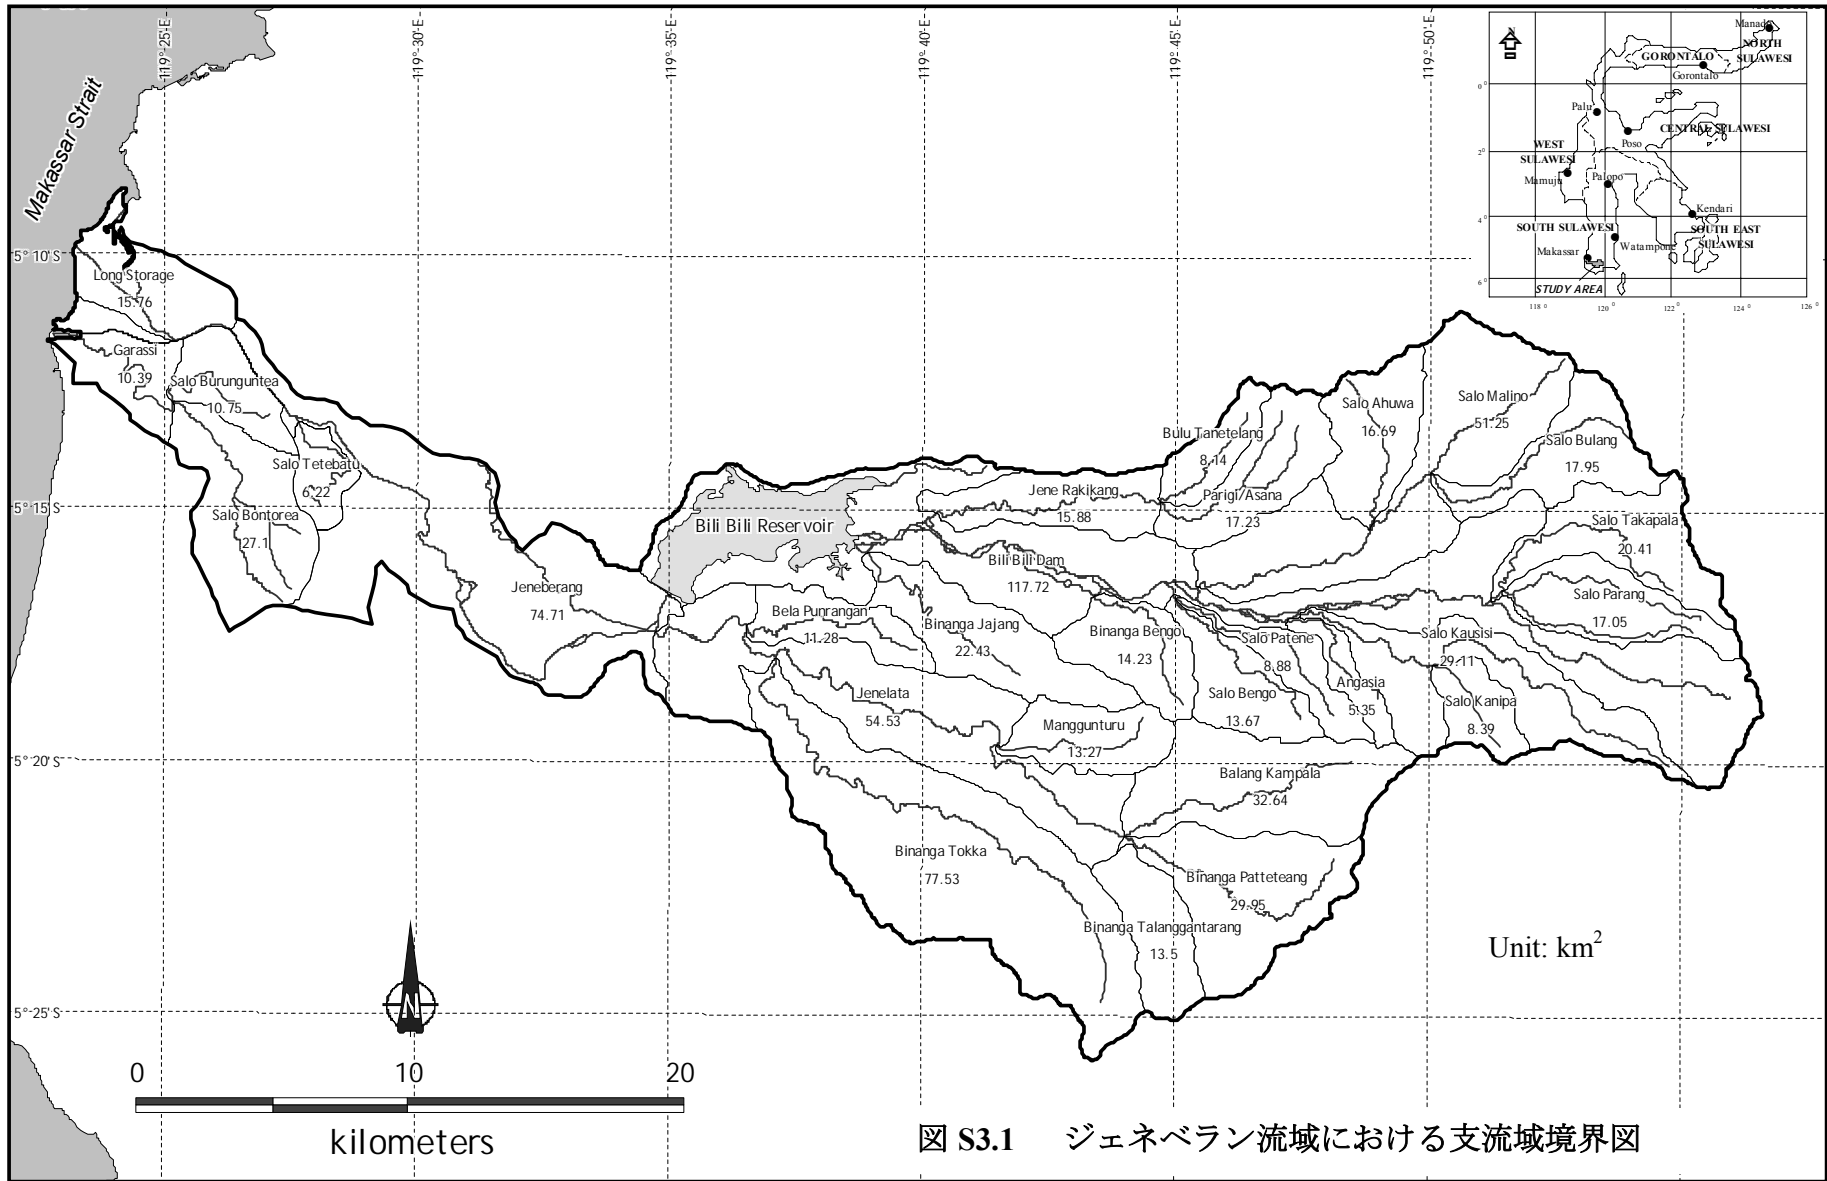 119°-25'-E
119°-30'-E
119°-35'-E
119°-40'-E
119°-45'-E
119°-50'-E
Makassar Strait
N
Manado
NORTH
SULAWESI
GORONTALO
Gorontalo
0°
Palu
CENTRAL SULAWESI
Poso
WEST
SULAWESI
2°
Mamuju
Palopo
Kendari
4°
SOUTH SULAWESI
SOUTH EAST
SULAWESI
Watampone
Makassar
6°
STUDY AREA
118°
120°
122°
124°
126°
5° 10'S
Long Storage
15.76
Garassi
10.39
Salo Burunguntea
10.75
Salo Tetebatu
6.22
Salo Bontorea
27.1
5°-15'S
Jeneberang
74.71
Bili Bili Reservoir
Jene Rakikang
15.88
Bulu Tanetelang
8.14
Parigi/Asana
17.23
Salo Ahuwa
16.69
Salo Malino
51.25
Salo Bulang
17.95
Salo Takapala
20.41
Salo Parang
17.05
Bili Bili Dam
117.72
Bela Punrangan
11.28
Binanga Jajang
22.43
Binanga Bengo
14.23
Salo Patene
8.88
Salo Kausisi
29.11
Angasia
5.35
Salo Bengo
13.67
Salo Kanipa
8.39
Jenelata
54.53
Manggunturu
13.27
5° 20'S
Balang Kampala
32.64
Binanga Tokka
77.53
Binanga Patteteang
29.95
Binanga Talanggantarang
13.5
Unit: km²
N
5°-25'S
0 10 20
kilometers
図 S3.1 ジェネベラン流域における支流域境界図